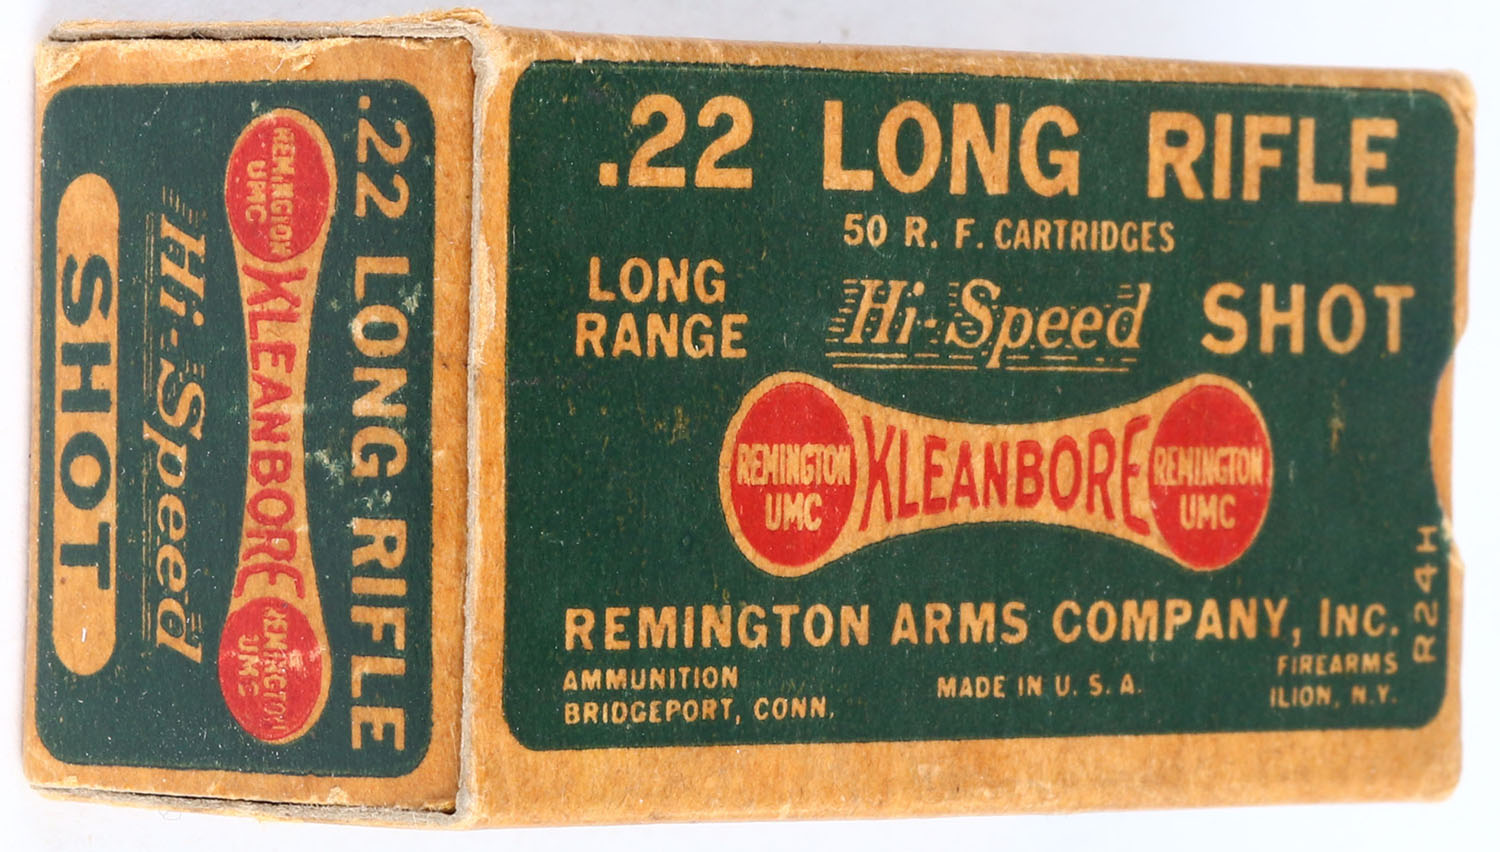 .22 LONG RIFLE
50 R. F. CARTRIDGES
LONG RANGE
Hi-Speed
SHOT
REMINGTON UMC
KLEANBORE
REMINGTON UMC
REMINGTON ARMS COMPANY, INC.
AMMUNITION
BRIDGEPORT, CONN.
MADE IN U. S. A.
FIREARMS
ILION, N.Y.
R24H
.22 LONG RIFLE
REMINGTON UMC
KLEANBORE
REMINGTON UMC
Hi-Speed
SHOT